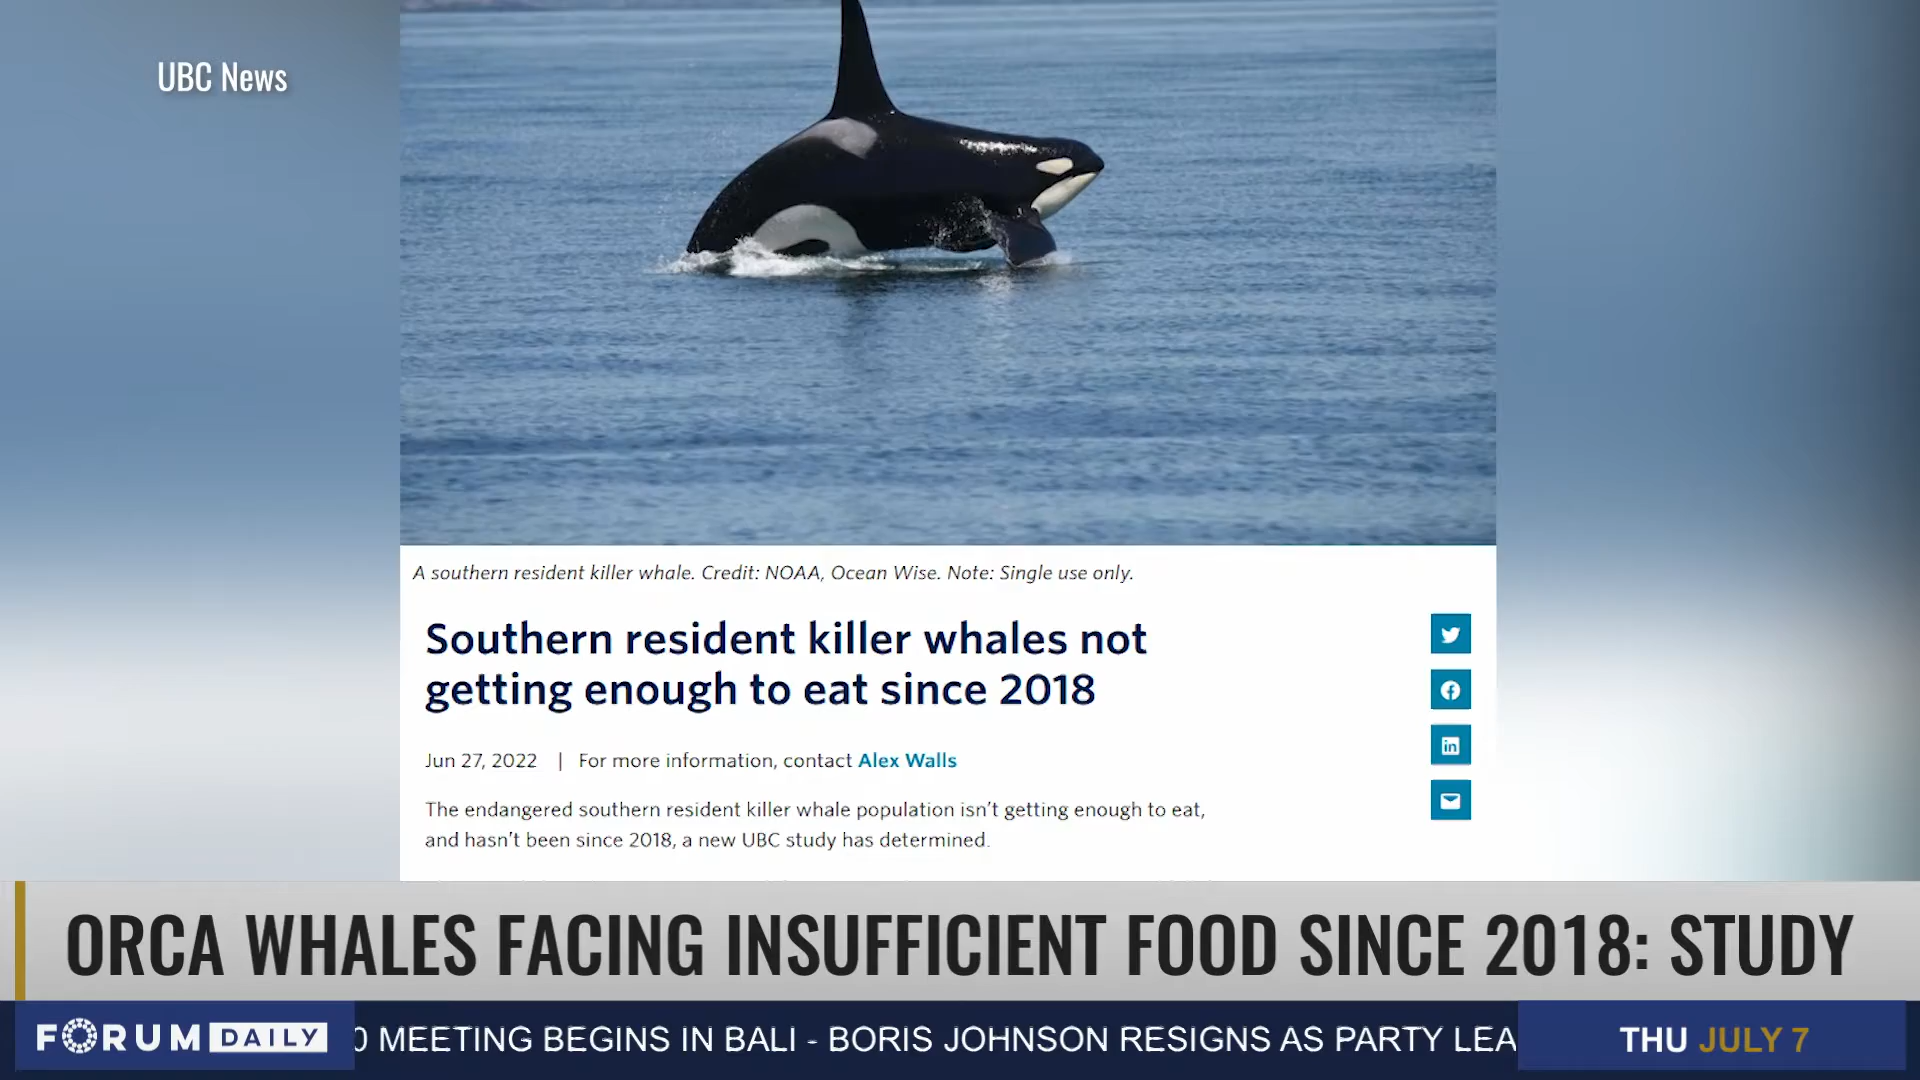 UBC News
A southern resident killer whale. Credit: NOAA, Ocean Wise. Note: Single use only.
Southern resident killer whales not
getting enough to eat since 2018
Jun 27, 2022 | For more information, contact Alex Walls
The endangered southern resident killer whale population isn't getting enough to eat,
and hasn't been since 2018, a new UBC study has determined.
ORCA WHALES FACING INSUFFICIENT FOOD SINCE 2018: STUDY
FORUM DAILY
MEETING BEGINS IN BALI - BORIS JOHNSON RESIGNS AS PARTY LEA
THU JULY 7